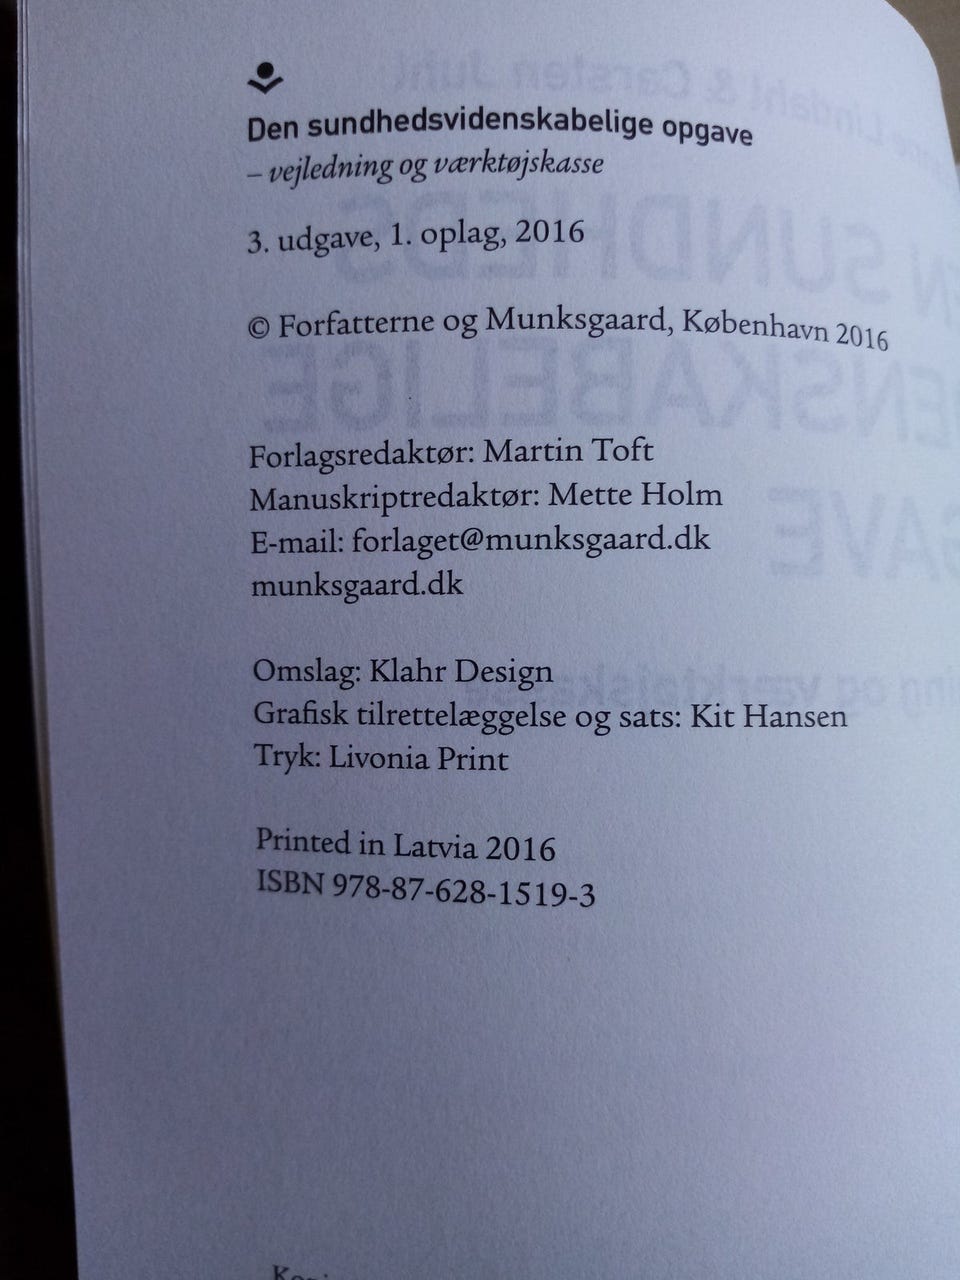 Den sundhedsvidenskabelige opgave
– vejledning og værktøjskasse
3. udgave, 1. oplag, 2016
© Forfatterne og Munksgaard, København 2016
Forlagsredaktør: Martin Toft
Manuskriptredaktør: Mette Holm
E-mail: forlaget@munksgaard.dk
munksgaard.dk
Omslag: Klahr Design
Grafisk tilrettelæggelse og sats: Kit Hansen
Tryk: Livonia Print
Printed in Latvia 2016
ISBN 978-87-628-1519-3